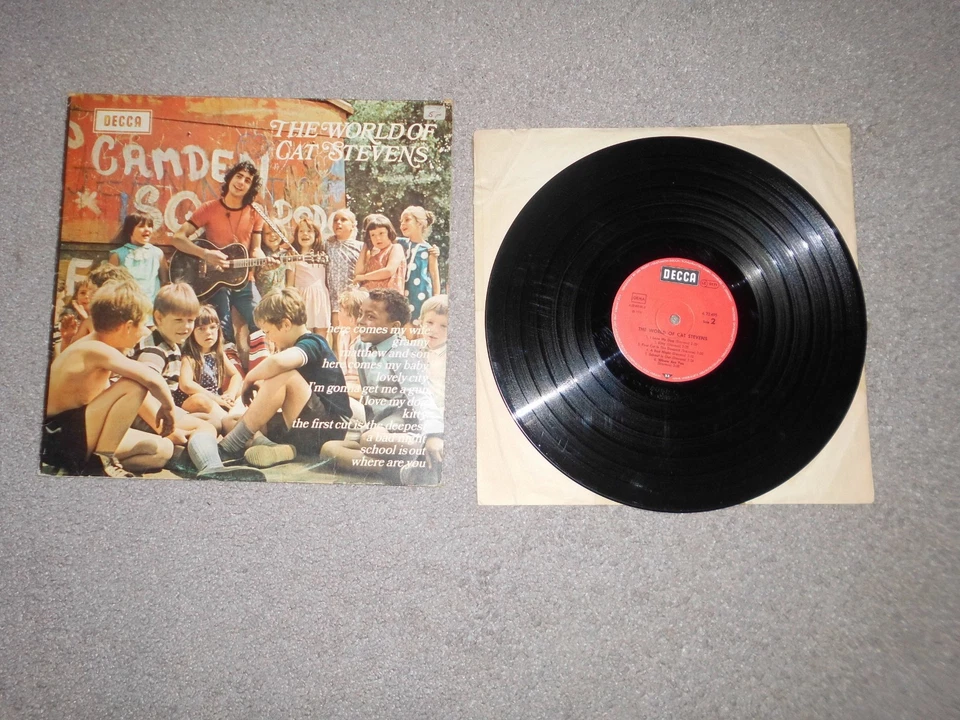 DECCA
THE WORLD OF
CAT STEVENS
CAMDEN
here comes my wife
granny
matthew and son
here comes my baby
lovely city
I'm gonna get me a gun
I love my dog
kitty
the first cut is the deepest
a bad night
school is out
where are you
DECCA
2
THE WORLD OF CAT STEVENS